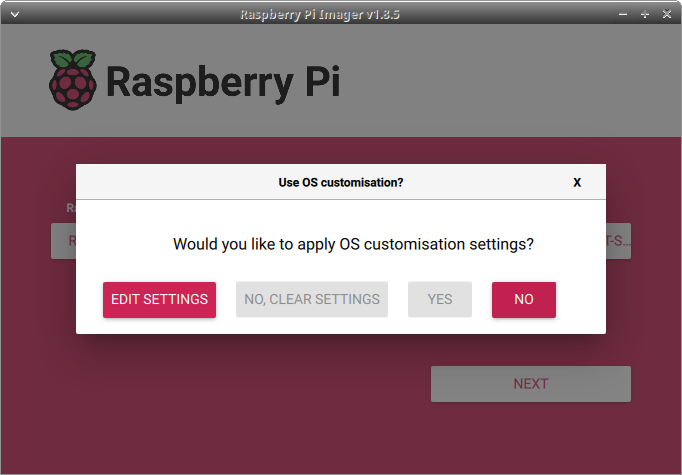 Raspberry Pi Imager v1.8.5
Raspberry Pi
Use OS customisation?
X
Would you like to apply OS customisation settings?
EDIT SETTINGS
NO, CLEAR SETTINGS
YES
NO
NEXT